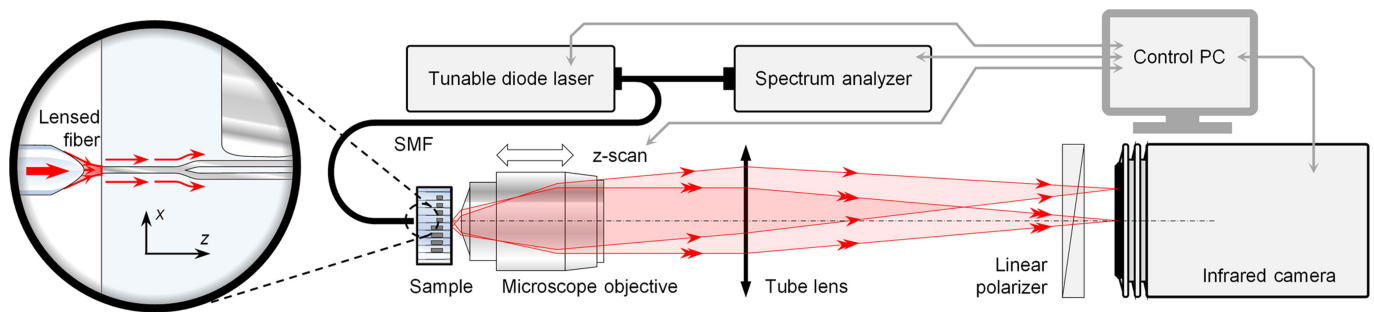 Lensed
fiber
x
z
Tunable diode laser
Spectrum analyzer
Control PC
SMF
z-scan
Sample
Microscope objective
Tube lens
Linear
polarizer
Infrared camera